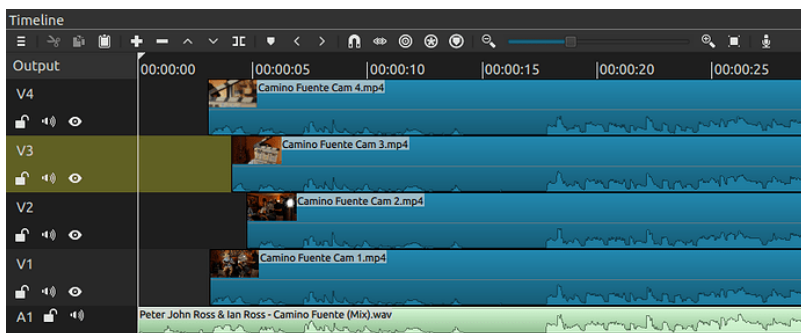 Timeline
Output
00:00:00 00:00:05 00:00:10 00:00:15 00:00:20 00:00:25
V4
Camino Fuente Cam 4.mp4
V3
Camino Fuente Cam 3.mp4
V2
Camino Fuente Cam 2.mp4
V1
Camino Fuente Cam 1.mp4
A1
Peter John Ross & Ian Ross - Camino Fuente (Mix).wav